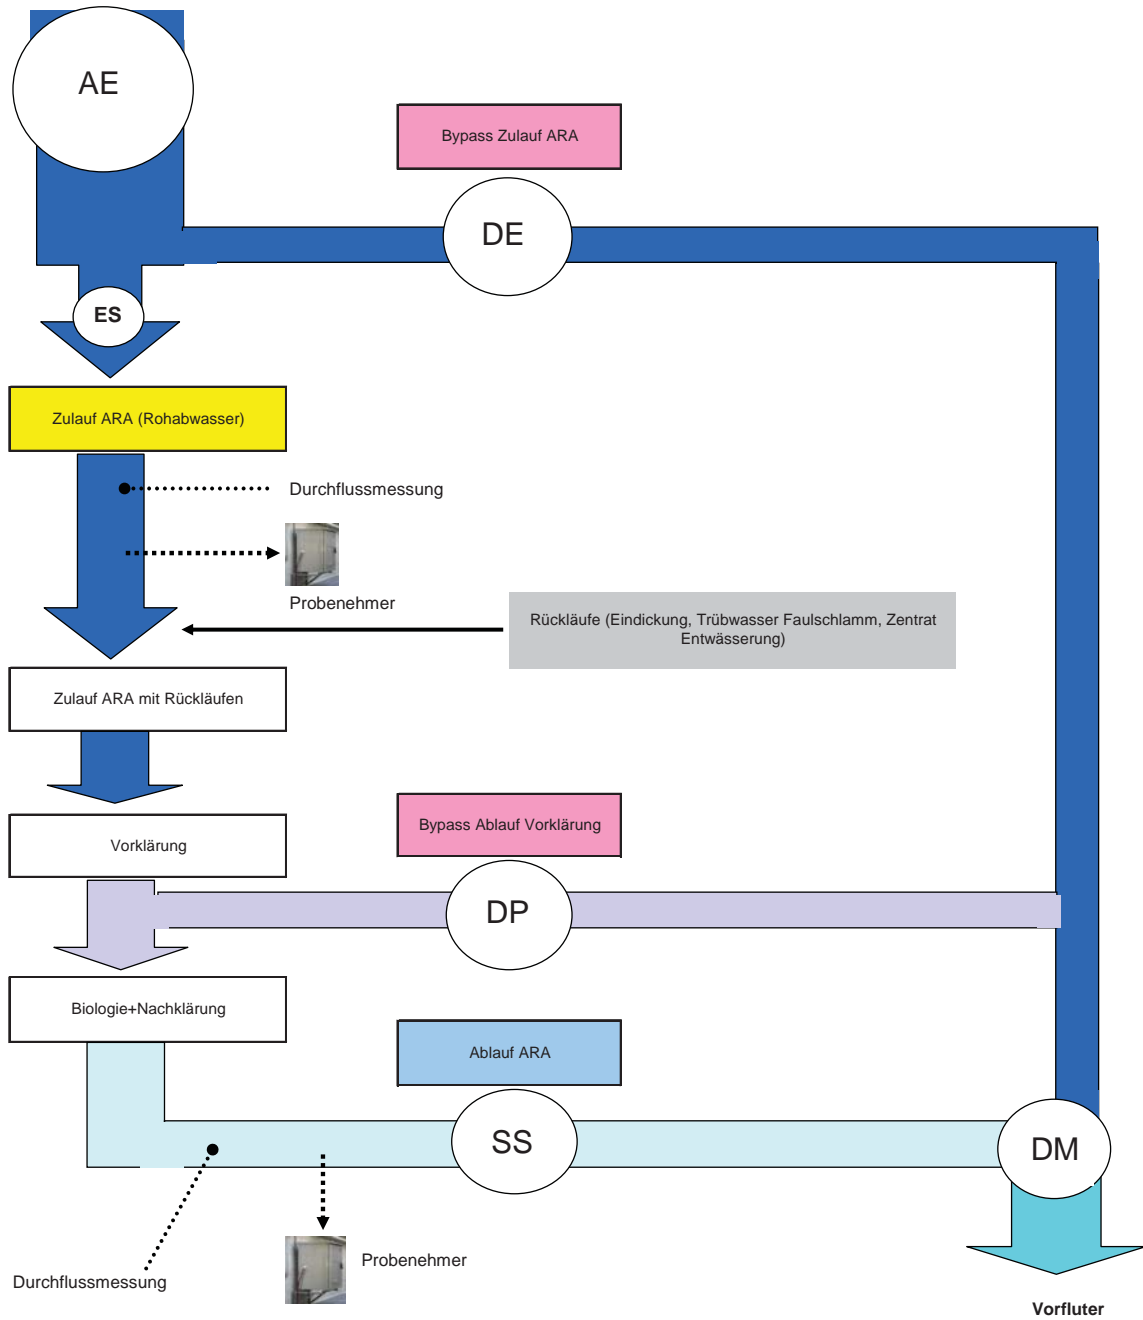 AE
Bypass Zulauf ARA
DE
ES
Zulauf ARA (Rohabwasser)
Durchflussmessung
Probenehmer
Rückläufe (Eindickung, Trübwasser Faulschlamm, Zentrat
Entwässerung)
Zulauf ARA mit Rückläufen
Bypass Ablauf Vorklärung
Vorklärung
DP
Biologie+Nachklärung
Ablauf ARA
SS
DM
Probenehmer
Durchflussmessung
Vorfluter